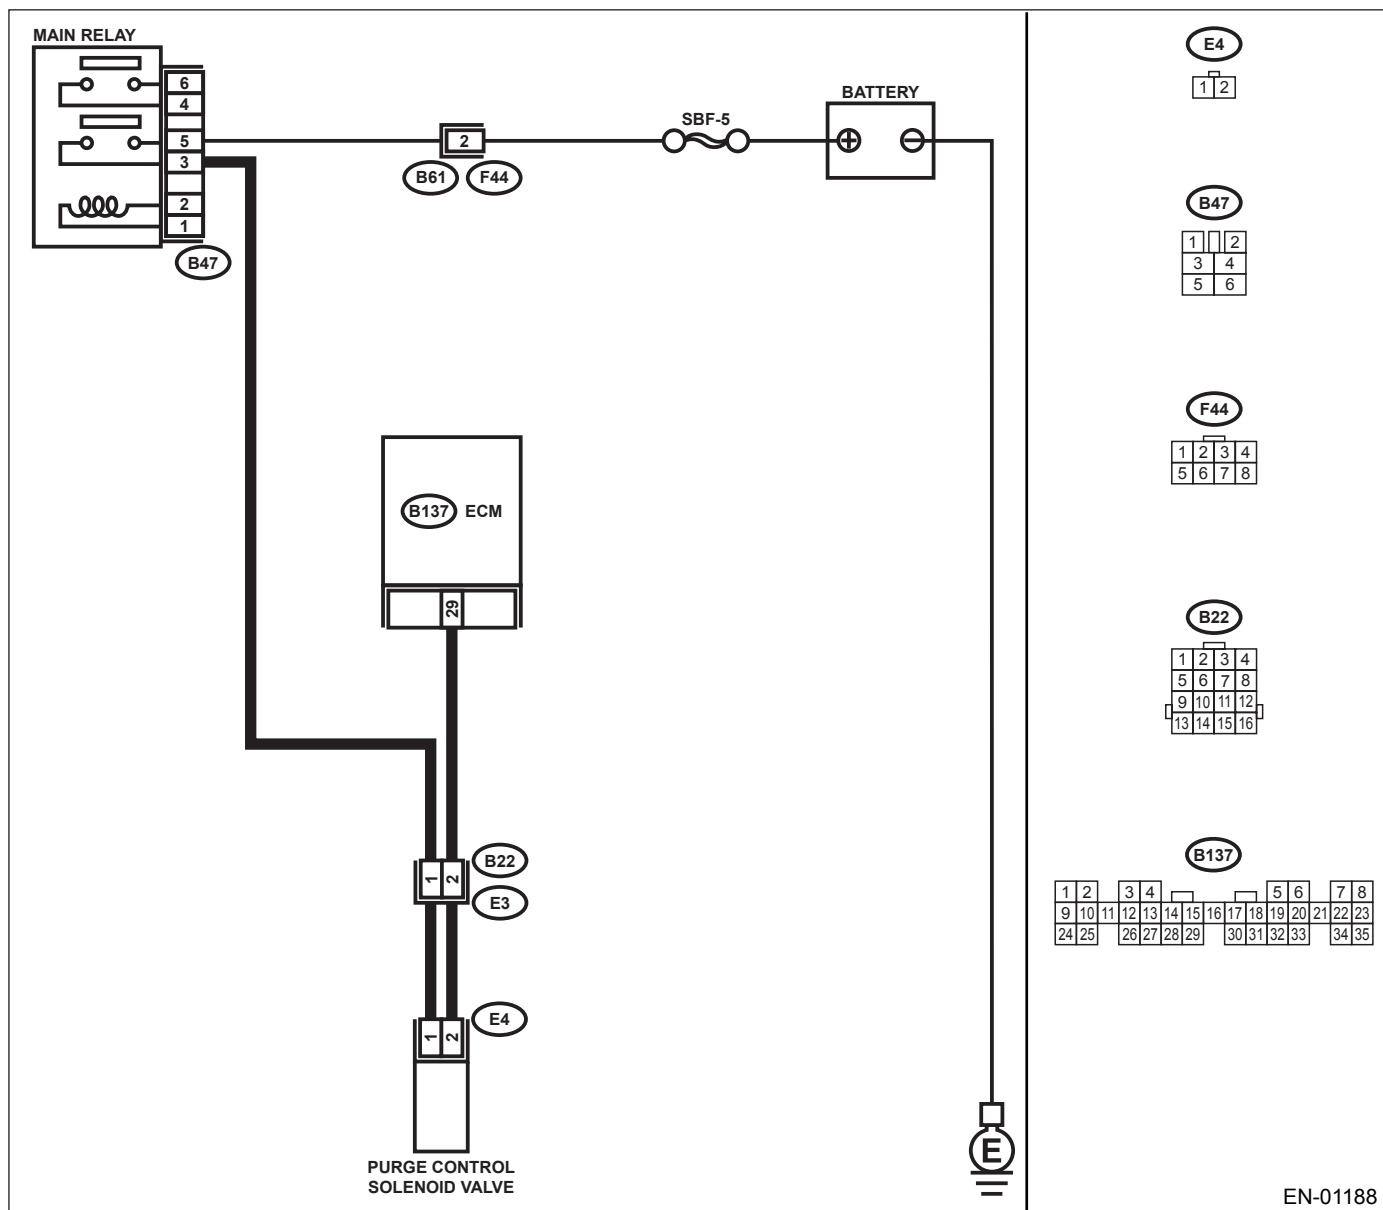 MAIN RELAY
6
4
5
3
2
1
B47
2
B61 F44
SBF-5
BATTERY
B137 ECM
29
1 2
B22
E3
1 2
E4
PURGE CONTROL
SOLENOID VALVE
E
E4
1 2
B47
1 2
3 4
5 6
F44
1 2 3 4
5 6 7 8
B22
1 2 3 4
5 6 7 8
9 10 11 12
13 14 15 16
B137
1 2 3 4 5 6 7 8
9 10 11 12 13 14 15 16 17 18 19 20 21 22 23
24 25 26 27 28 29 30 31 32 33 34 35
EN-01188